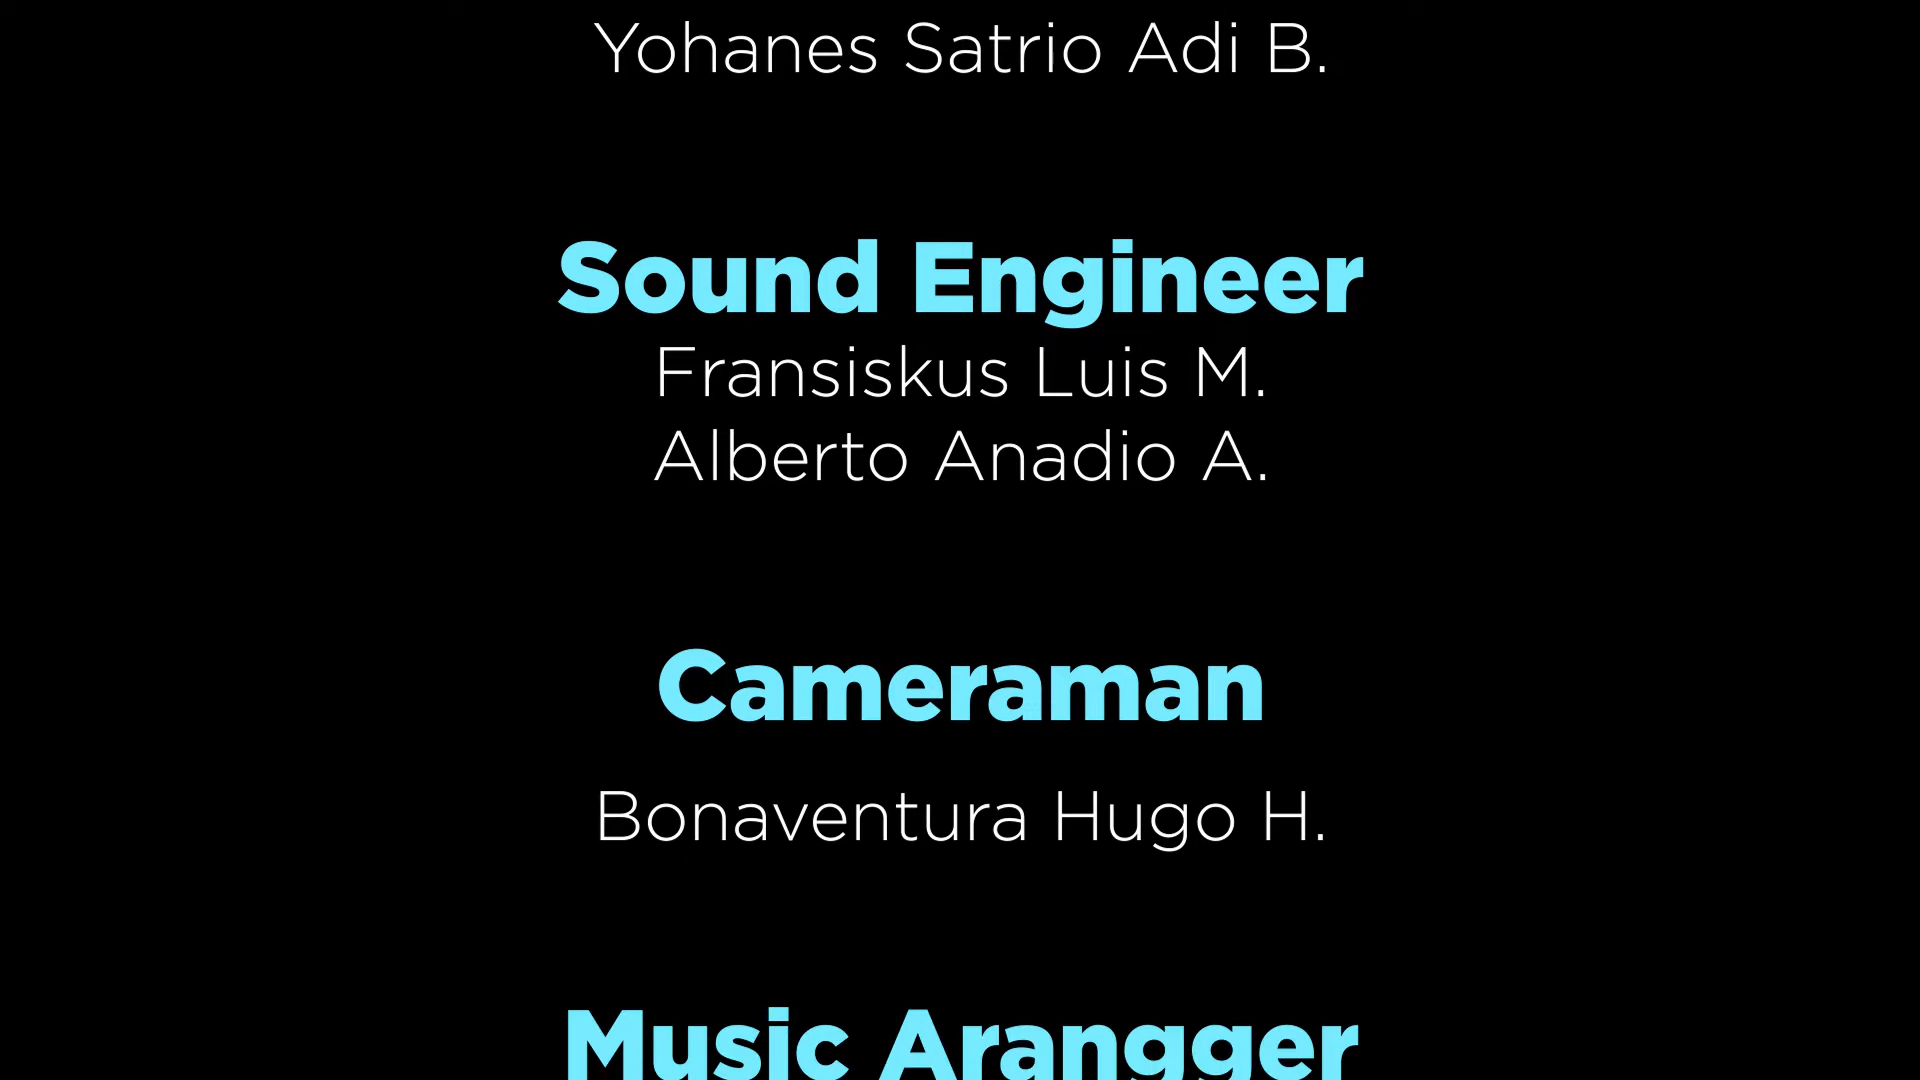 Yohanes Satrio Adi B.
Sound Engineer
Fransiskus Luis M.
Alberto Anadio A.
Cameraman
Bonaventura Hugo H.
Music Arangger